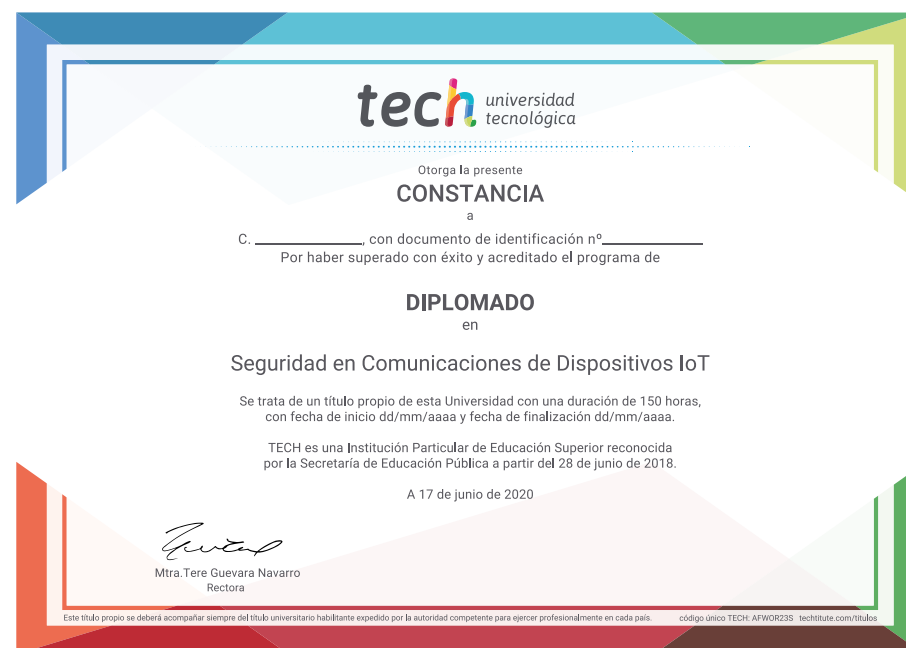 tech universidad
tecnológica
Otorga la presente
CONSTANCIA
a
C. ____________, con documento de identificación nº____________
Por haber superado con éxito y acreditado el programa de
DIPLOMADO
en
Seguridad en Comunicaciones de Dispositivos IoT
Se trata de un título propio de esta Universidad con una duración de 150 horas,
con fecha de inicio dd/mm/aaaa y fecha de finalización dd/mm/aaaa.
TECH es una Institución Particular de Educación Superior reconocida
por la Secretaría de Educación Pública a partir del 28 de junio de 2018.
A 17 de junio de 2020
Mtra.Tere Guevara Navarro
Rectora
Este título propio se deberá acompañar siempre del título universitario habilitante expedido por la autoridad competente para ejercer profesionalmente en cada país. código único TECH: AFWOR23S techtitute.com/titulos